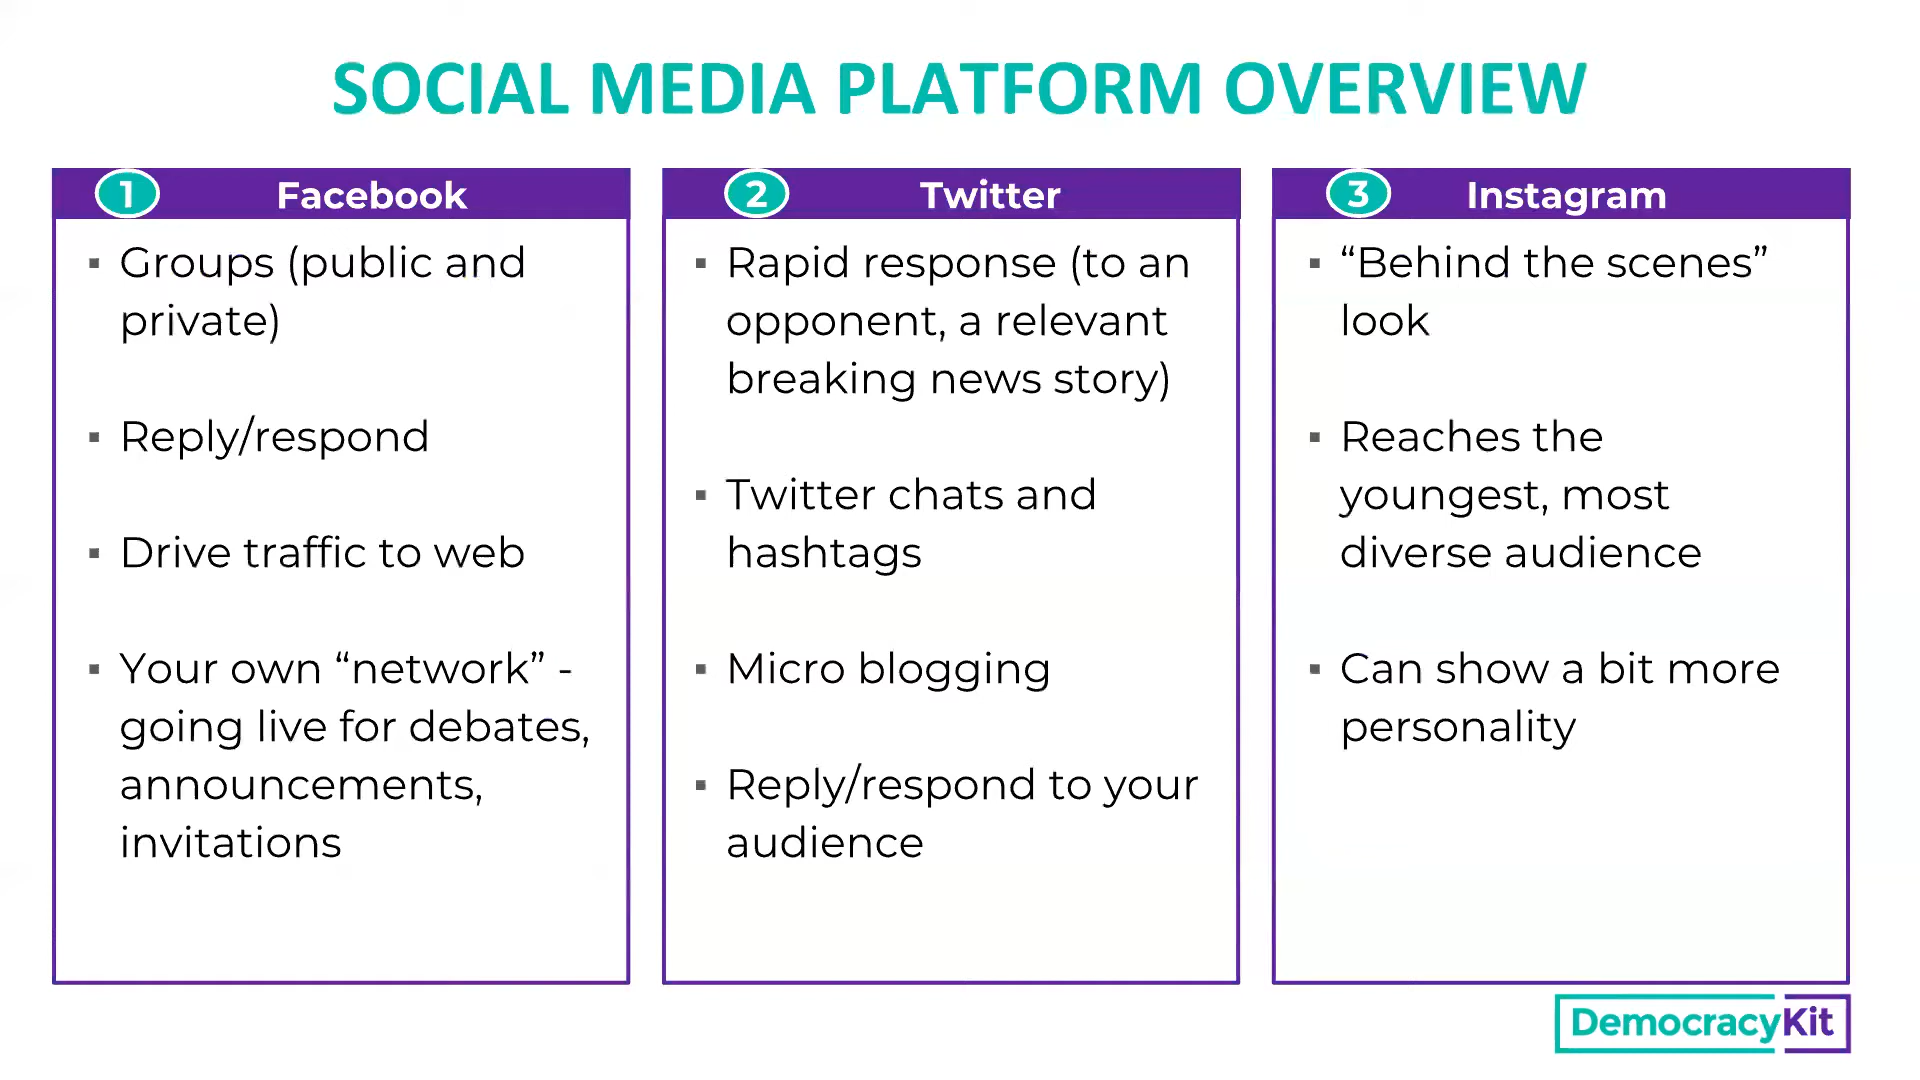 SOCIAL MEDIA PLATFORM OVERVIEW
1 Facebook
▪ Groups (public and
private)
▪ Reply/respond
▪ Drive traffic to web
▪ Your own “network” -
going live for debates,
announcements,
invitations
2 Twitter
▪ Rapid response (to an
opponent, a relevant
breaking news story)
▪ Twitter chats and
hashtags
▪ Micro blogging
▪ Reply/respond to your
audience
3 Instagram
▪ “Behind the scenes”
look
▪ Reaches the
youngest, most
diverse audience
▪ Can show a bit more
personality
DemocracyKit